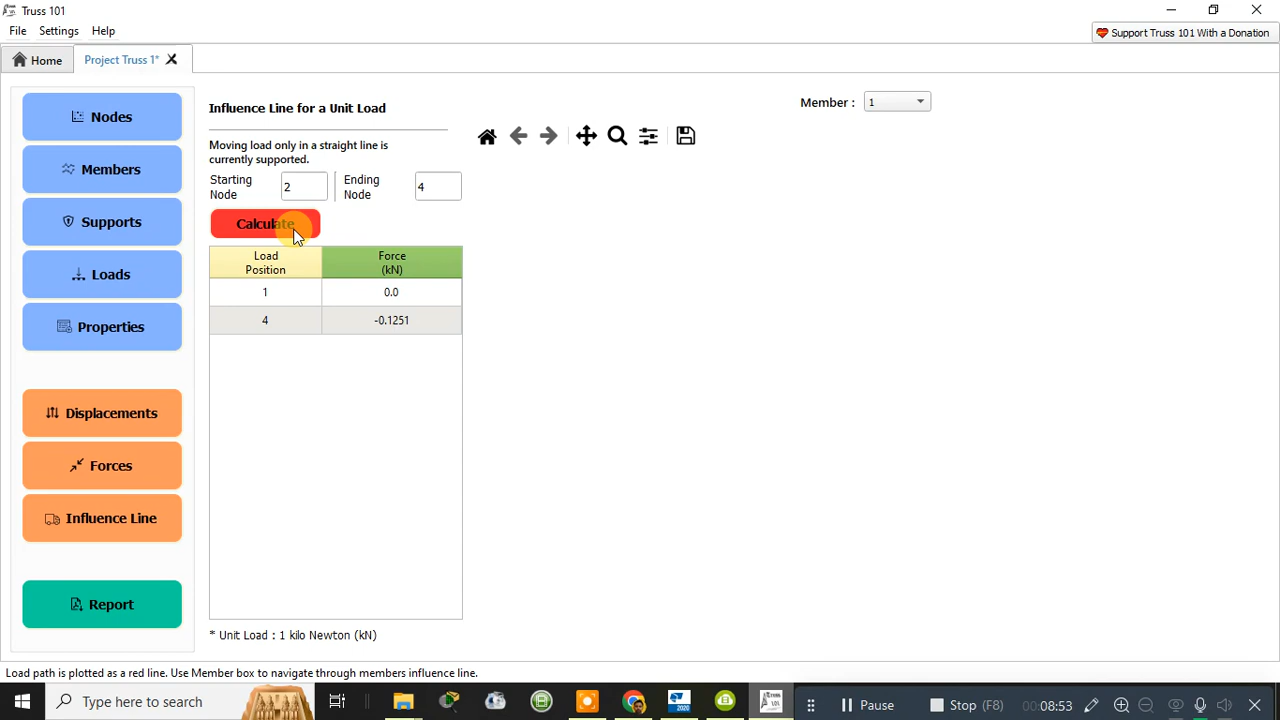 Truss 101
File Settings Help
Support Truss 101 With a Donation
Home Project Truss 1*
Nodes
Members
Supports
Loads
Properties
Displacements
Forces
Influence Line
Report
Influence Line for a Unit Load
Moving load only in a straight line is
currently supported.
Starting
Node
2
Ending
Node
4
Calculate
Load
Position
Force
(kN)
1 0.0
4 -0.1251
* Unit Load : 1 kilo Newton (kN)
Member : 1
Load path is plotted as a red line. Use Member box to navigate through members influence line.
Type here to search
2020
Pause
Stop (F8)
00:08:53